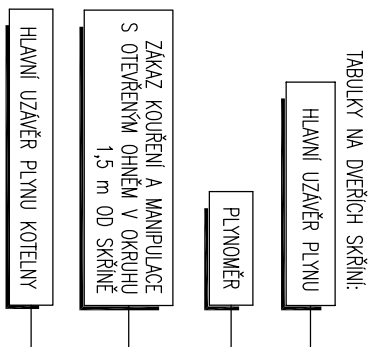 TABULKY NA DVEŘÍCH SKŘÍNÍ:
HLAVNÍ UZÁVĚR PLYNU
PLYNOMĚR
ZÁKAZ KOUŘENÍ A MANIPULACE
S OTEVŘENÝM OHNĚM V OKRUHU
1,5 m OD SKŘÍNĚ
HLAVNÍ UZÁVĚR PLYNU KOTELNY